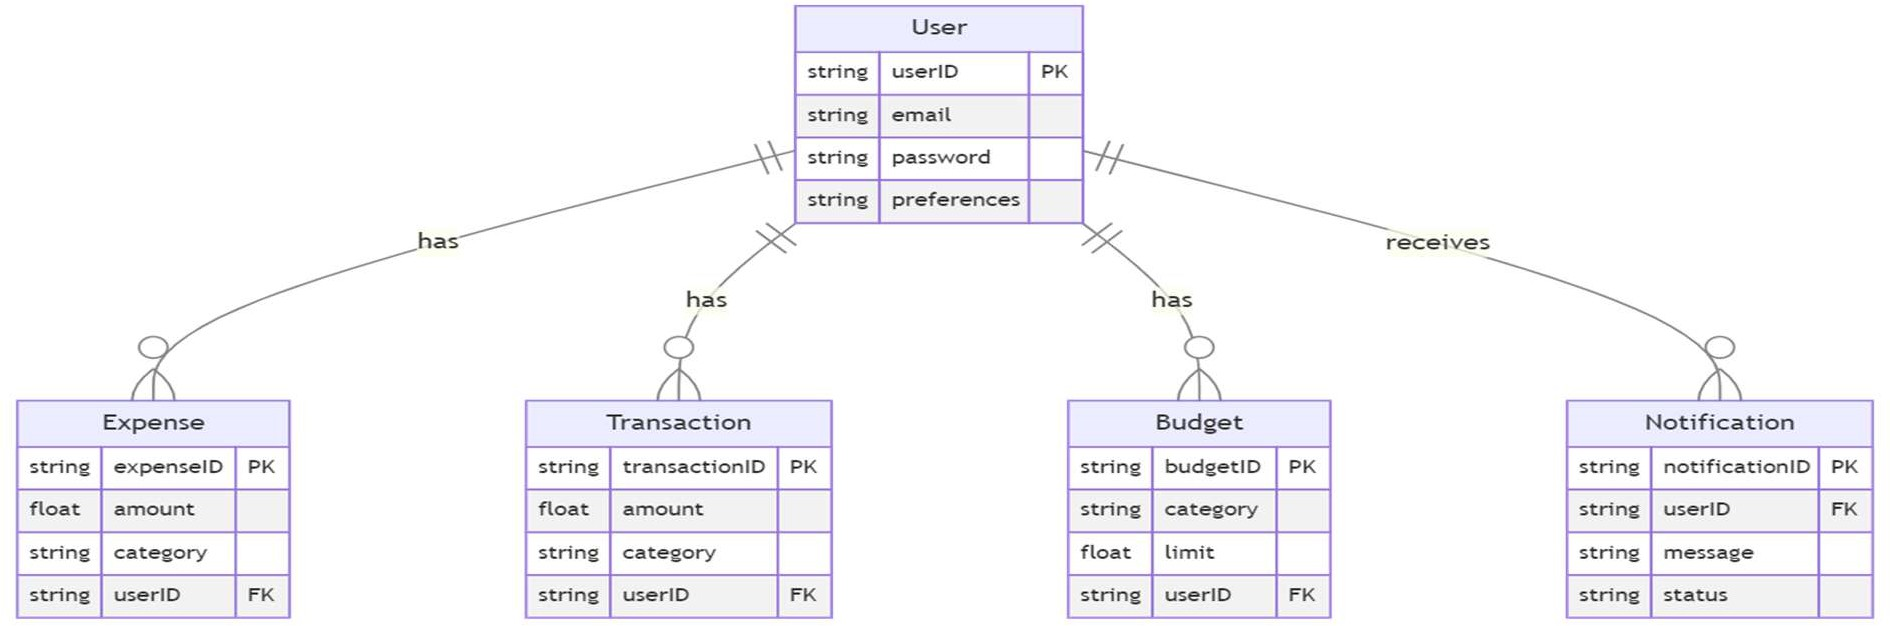 User
string userID PK
string email
string password
string preferences
has
has
has
receives
Expense
string expenseID PK
float amount
string category
string userID FK
Transaction
string transactionID PK
float amount
string category
string userID FK
Budget
string budgetID PK
string category
float limit
string userID FK
Notification
string notificationID PK
string userID FK
string message
string status